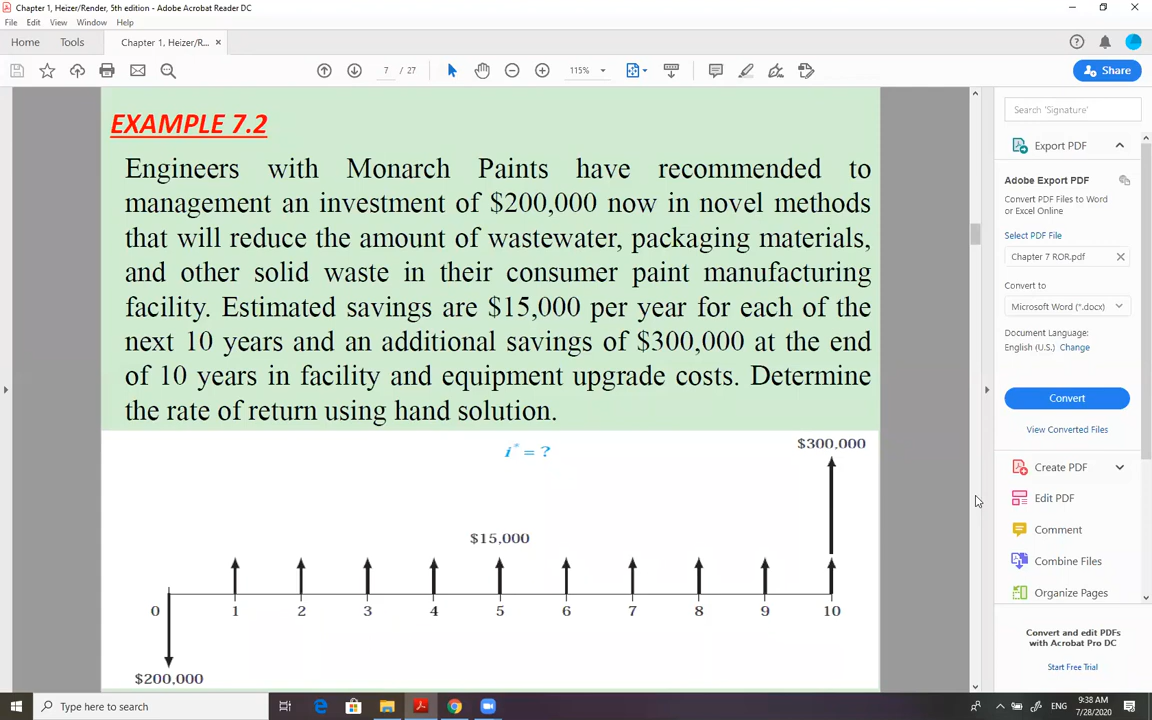 Chapter 1, Heizer/Render, 5th edition - Adobe Acrobat Reader DC
File Edit View Window Help
Home Tools Chapter 1, Heizer/R... ×
7 / 27 115%
Share
EXAMPLE 7.2
Engineers with Monarch Paints have recommended to
management an investment of $200,000 now in novel methods
that will reduce the amount of wastewater, packaging materials,
and other solid waste in their consumer paint manufacturing
facility. Estimated savings are $15,000 per year for each of the
next 10 years and an additional savings of $300,000 at the end
of 10 years in facility and equipment upgrade costs. Determine
the rate of return using hand solution.
i* = ?
$300,000
$15,000
0 1 2 3 4 5 6 7 8 9 10
$200,000
Search 'Signature'
Export PDF
Adobe Export PDF
Convert PDF Files to Word
or Excel Online
Select PDF File
Chapter 7 ROR.pdf
Convert to
Microsoft Word (*.docx)
Document Language:
English (U.S.) Change
Convert
View Converted Files
Create PDF
Edit PDF
Comment
Combine Files
Organize Pages
Convert and edit PDFs
with Acrobat Pro DC
Start Free Trial
Type here to search
ENG
9:38 AM
7/28/2020